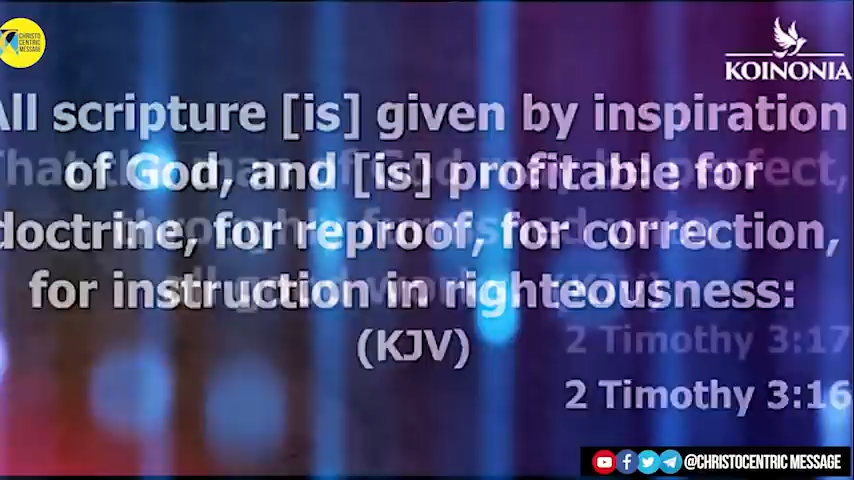 CHRISTO
CENTRIC
MESSAGE
KOINONIA
All scripture [is] given by inspiration
of God, and [is] profitable for
doctrine, for reproof, for correction,
for instruction in righteousness:
(KJV)
2 Timothy 3:17
2 Timothy 3:16
@CHRISTOCENTRIC MESSAGE